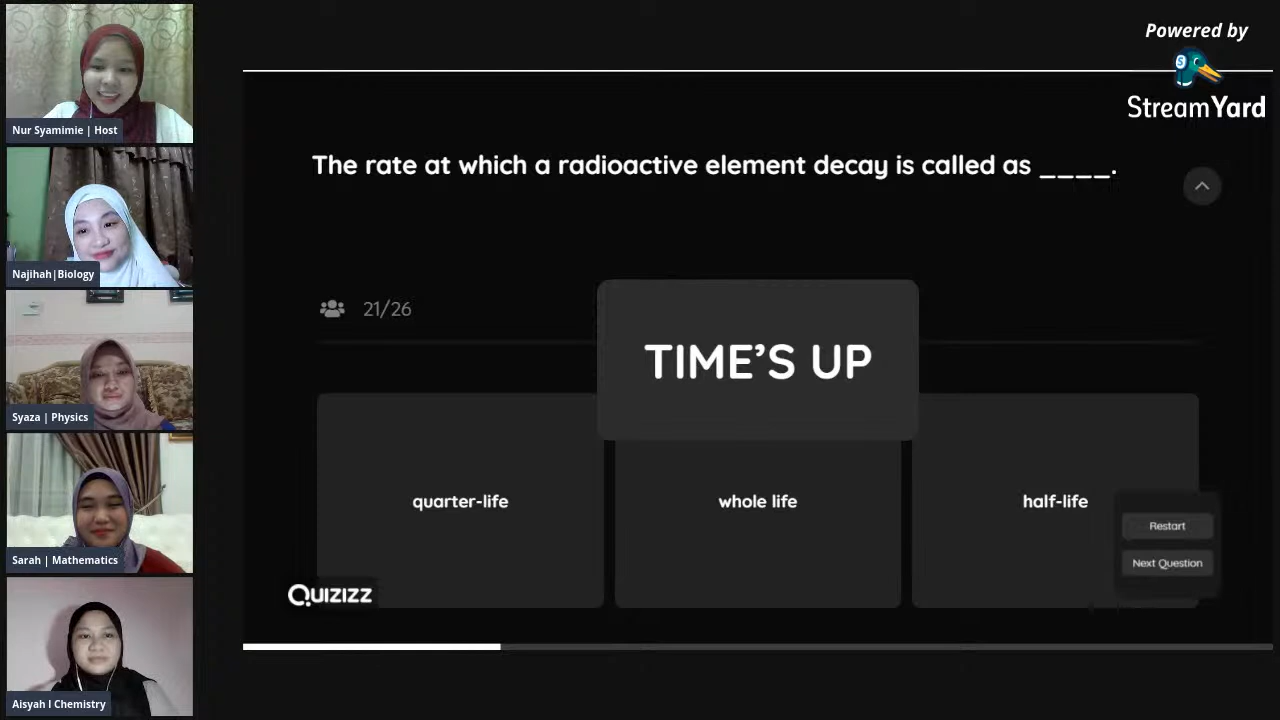 Nur Syamimie | Host
Najihah|Biology
Syaza | Physics
Sarah | Mathematics
Aisyah l Chemistry
Powered by
StreamYard
The rate at which a radioactive element decay is called as ____.
21/26
TIME'S UP
quarter-life
whole life
half-life
Restart
Next Question
QUIZIZZ